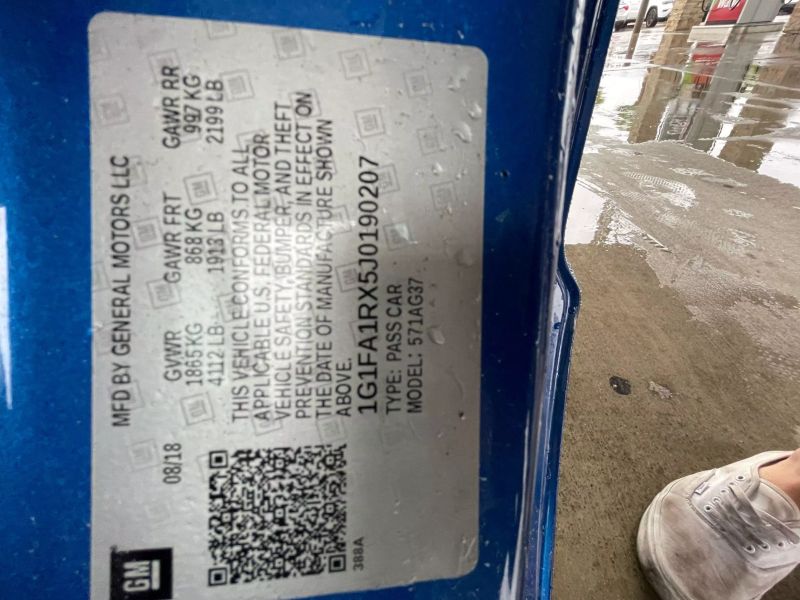 MFD BY GENERAL MOTORS LLC
08/18 GVWR GAWR FRT GAWR RR
1865 KG 868 KG 997 KG
4112 LB 1913 LB 2199 LB
THIS VEHICLE CONFORMS TO ALL
APPLICABLE U.S. FEDERAL MOTOR
VEHICLE SAFETY, BUMPER, AND THEFT
PREVENTION STANDARDS IN EFFECT ON
THE DATE OF MANUFACTURE SHOWN
ABOVE.
1G1FA1RX5J0190207
TYPE: PASS CAR
MODEL: 571AG37
388A
GM